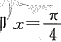 x = π/4